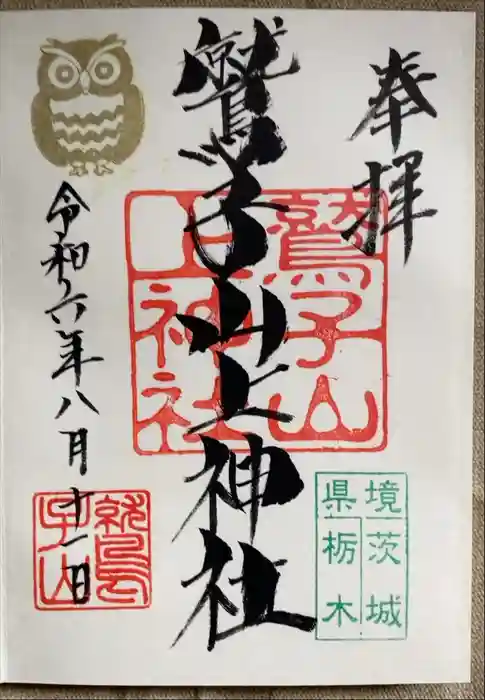 奉拝
鷲子山上神社
鷲子山
上神社
境茨城
県栃木
令和六年八月十一日
鷲
子山